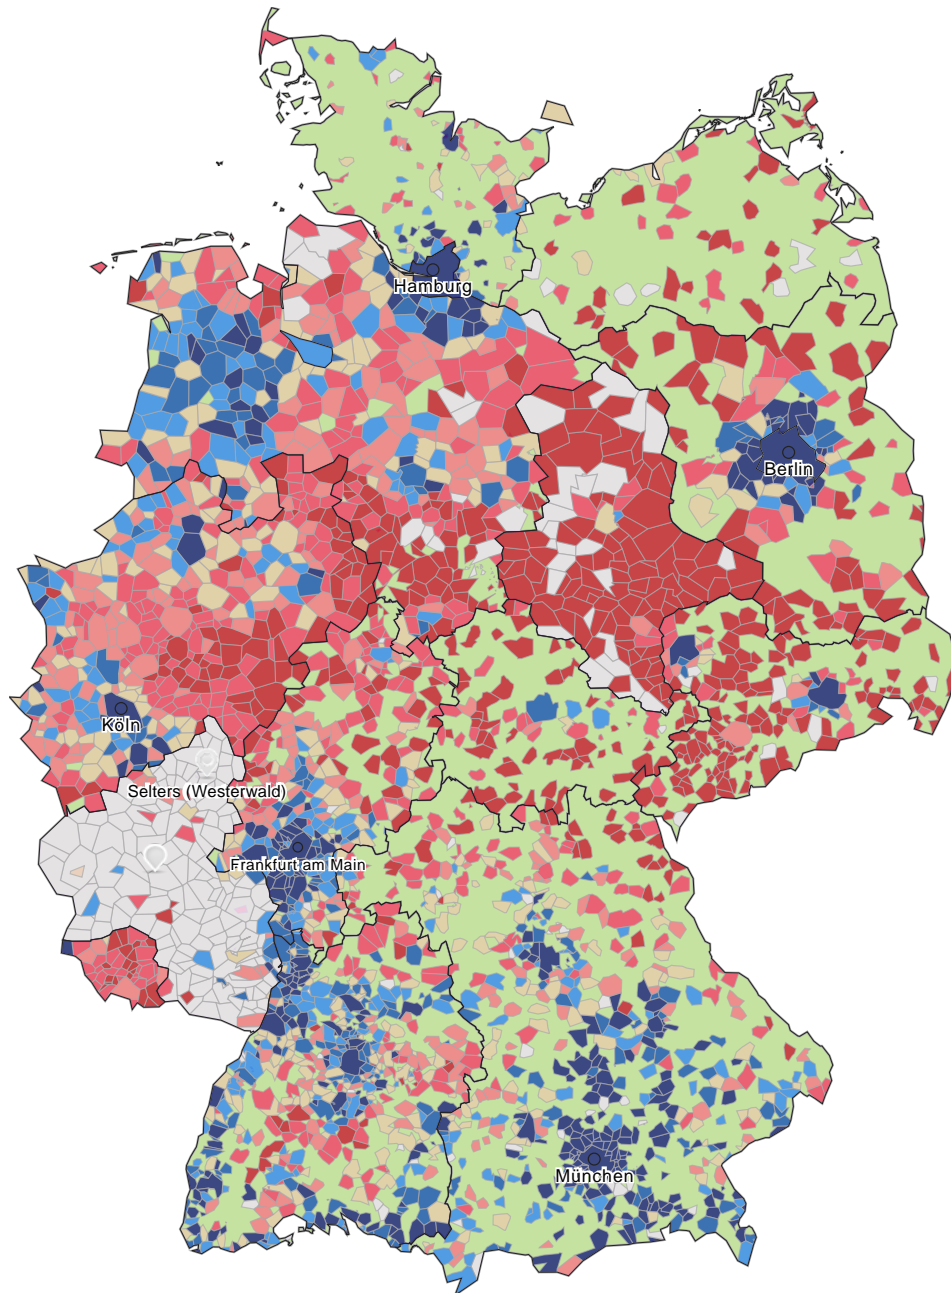 Hamburg
Berlin
Köln
Selters (Westerwald)
Frankfurt am Main
München